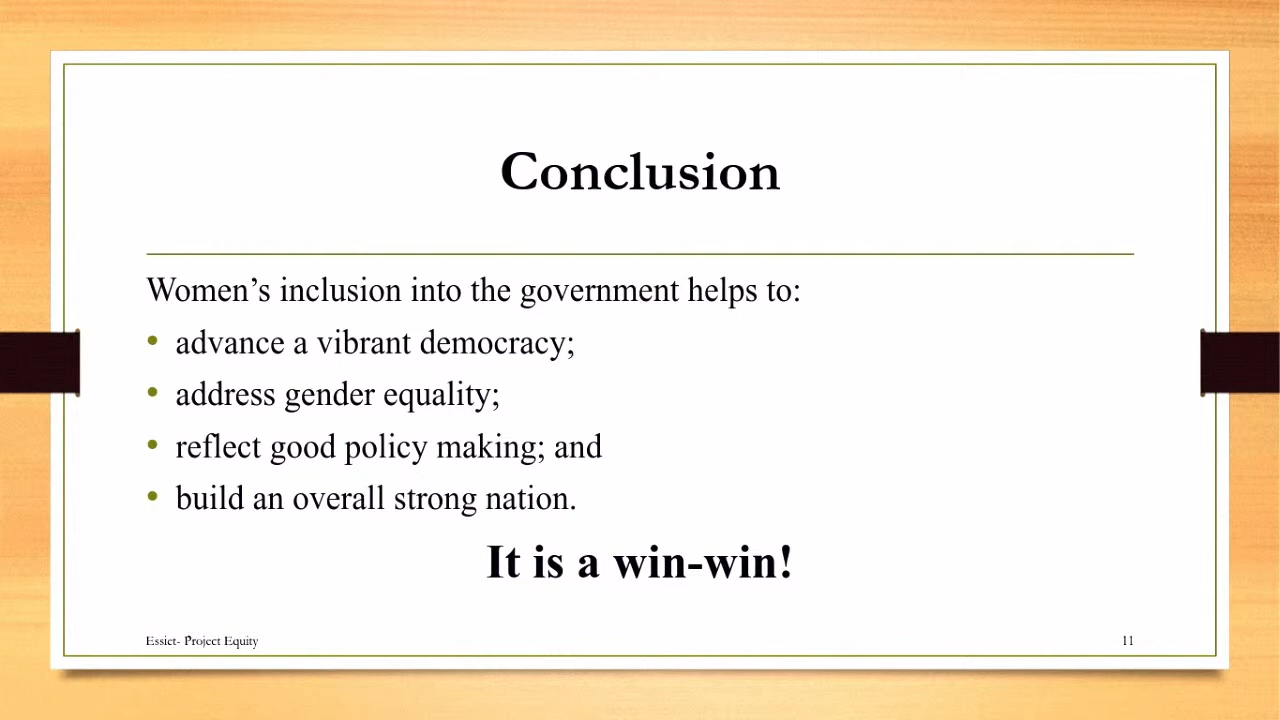 Conclusion
Women’s inclusion into the government helps to:
• advance a vibrant democracy;
• address gender equality;
• reflect good policy making; and
• build an overall strong nation.
It is a win-win!
Essiet- Project Equity
11